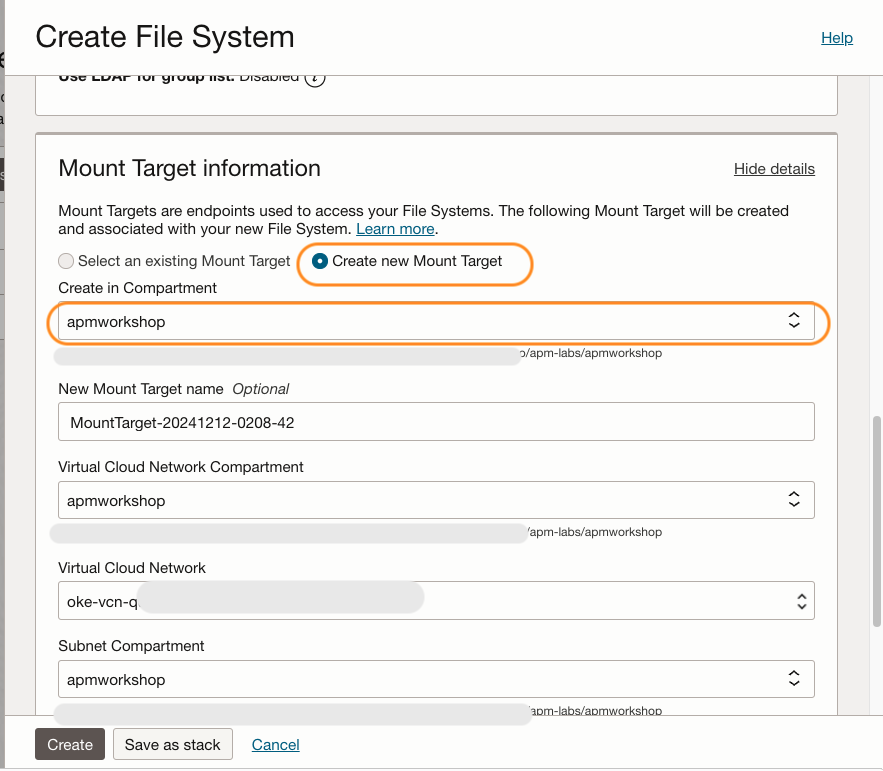 Create File System
Help
Use LDAP for group list: Disabled
Mount Target information
Hide details
Mount Targets are endpoints used to access your File Systems. The following Mount Target will be created
and associated with your new File System. Learn more.
Select an existing Mount Target
Create new Mount Target
Create in Compartment
apmworkshop
/apm-labs/apmworkshop
New Mount Target name Optional
MountTarget-20241212-0208-42
Virtual Cloud Network Compartment
apmworkshop
/apm-labs/apmworkshop
Virtual Cloud Network
oke-vcn-q
Subnet Compartment
apmworkshop
/apm-labs/apmworkshop
Create
Save as stack
Cancel